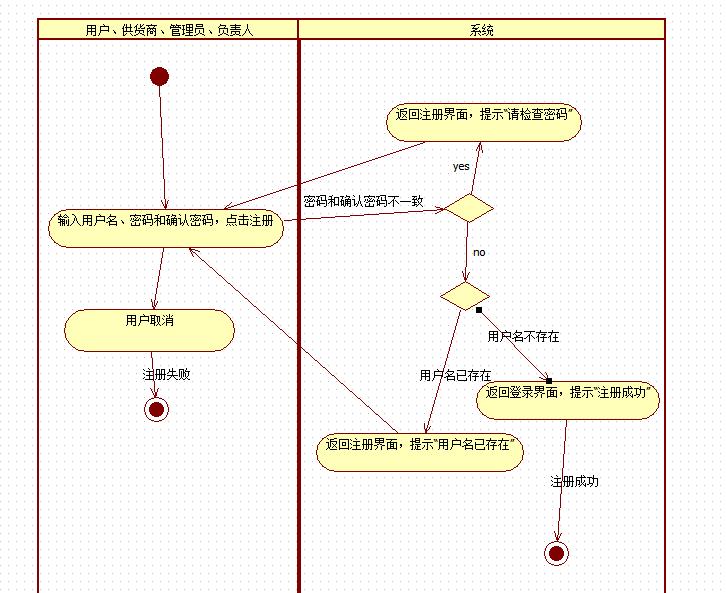 用户、供货商、管理员、负责人
系统
返回注册界面，提示“请检查密码”
yes
密码和确认密码不一致
输入用户名、密码和确认密码，点击注册
no
用户取消
用户名不存在
注册失败
用户名已存在
返回登录界面，提示“注册成功”
返回注册界面，提示“用户名已存在”
注册成功